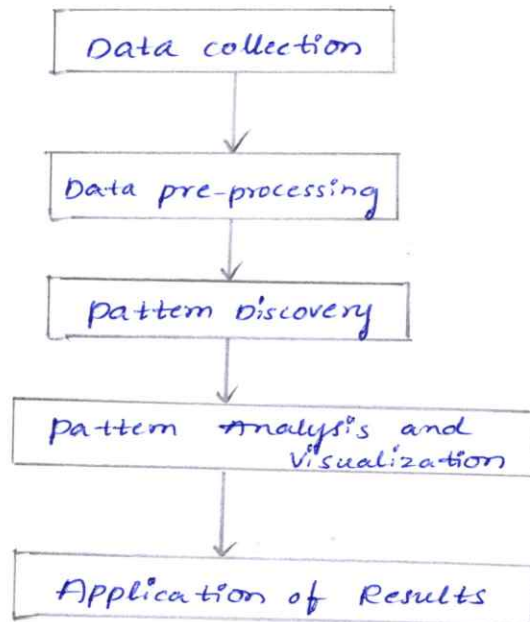 Data collection
Data pre-processing
Pattern Discovery
Pattern Analysis and
Visualization
Application of Results